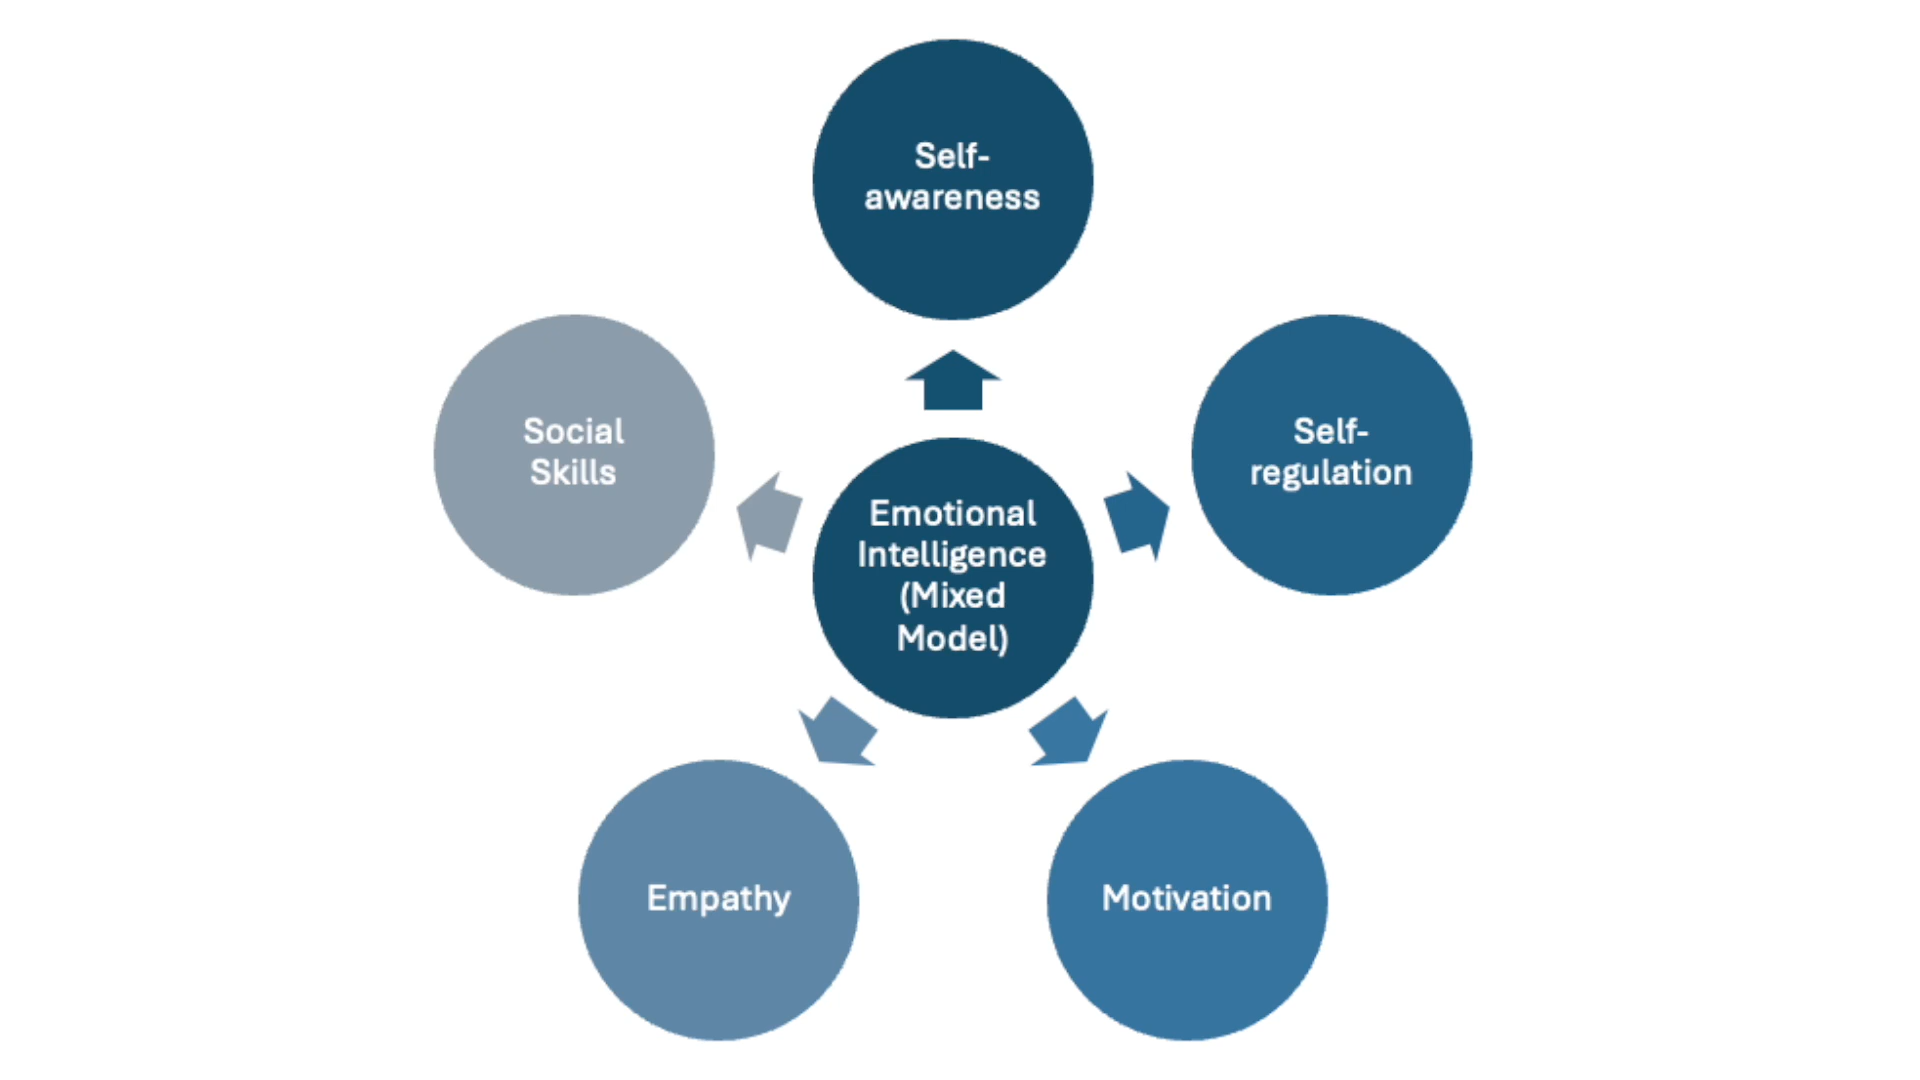 Self-
awareness
Social
Skills
Self-
regulation
Emotional
Intelligence
(Mixed
Model)
Empathy
Motivation